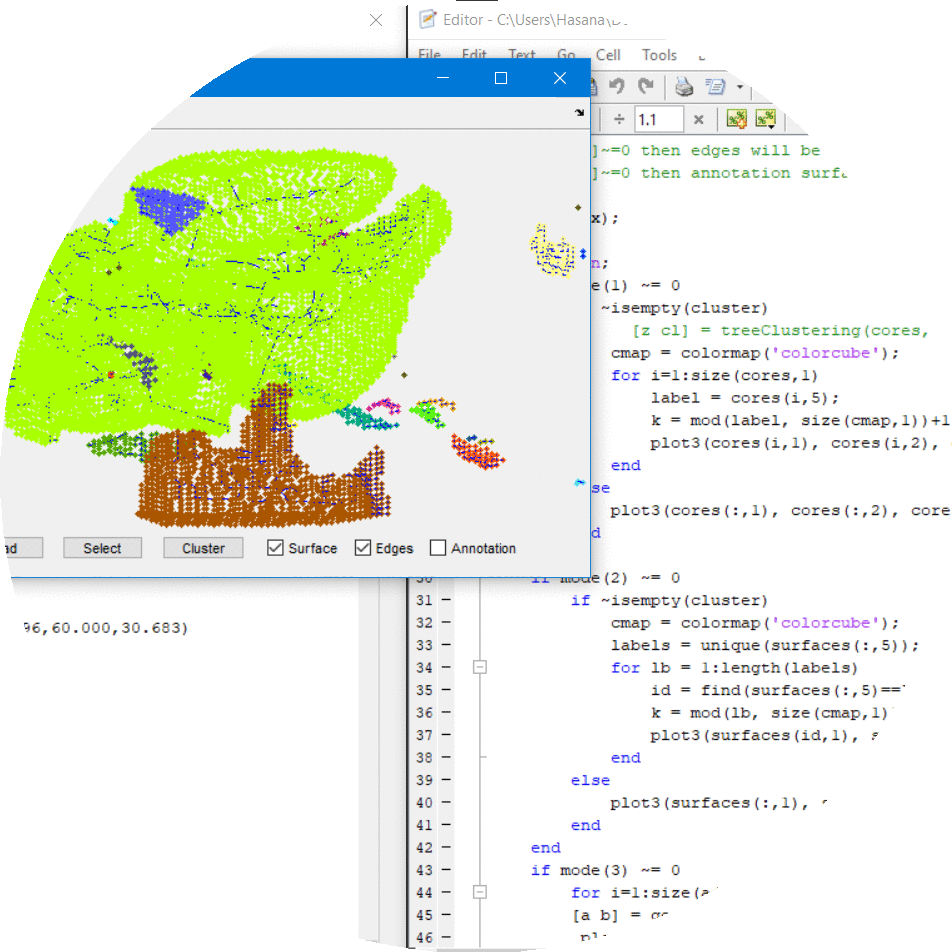 Editor - C:\Users\Hasana\
File Edit Text Go Cell Tools
÷ 1.1 ×
]~=0 then edges will be
]~=0 then annotation
x);
n;
e(1) ~= 0
~isempty(cluster)
[z cl] = treeClustering(cores,
cmap = colormap('colorcube');
for i=1:size(cores,1)
label = cores(i,5);
k = mod(label, size(cmap,1))+1
plot3(cores(i,1), cores(i,2),
end
se
plot3(cores(:,1), cores(:,2), core
d
Select Cluster Surface Edges Annotation
96,60.000,30.683)
if mode(2) ~= 0
31 if ~isempty(cluster)
32 cmap = colormap('colorcube');
33 labels = unique(surfaces(:,5));
34 for lb = 1:length(labels)
35 id = find(surfaces(:,5)==
36 k = mod(lb, size(cmap,1)
37 plot3(surfaces(id,1),
38 end
39 else
40 plot3(surfaces(:,1),
41 end
42 end
43 if mode(3) ~= 0
44 for i=1:size(
45 [a b] =
46